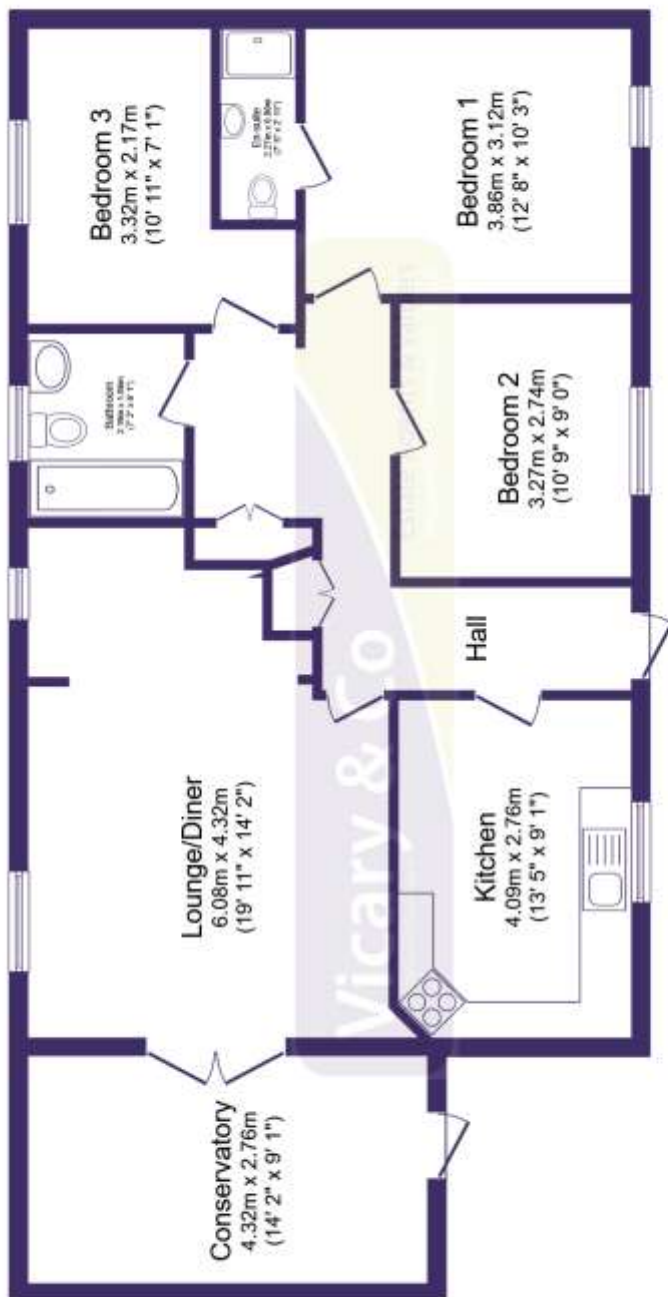 Conservatory
4.32m x 2.76m
(14' 2" x 9' 1")
Lounge/Diner
6.08m x 4.32m
(19' 11" x 14' 2")
Kitchen
4.09m x 2.76m
(13' 5" x 9' 1")
Hall
Bathroom
Bedroom 2
3.27m x 2.74m
(10' 9" x 9' 0")
Bedroom 3
3.32m x 2.17m
(10' 11" x 7' 1")
En-suite
Bedroom 1
3.86m x 3.12m
(12' 8" x 10' 3")
Vicary & Co